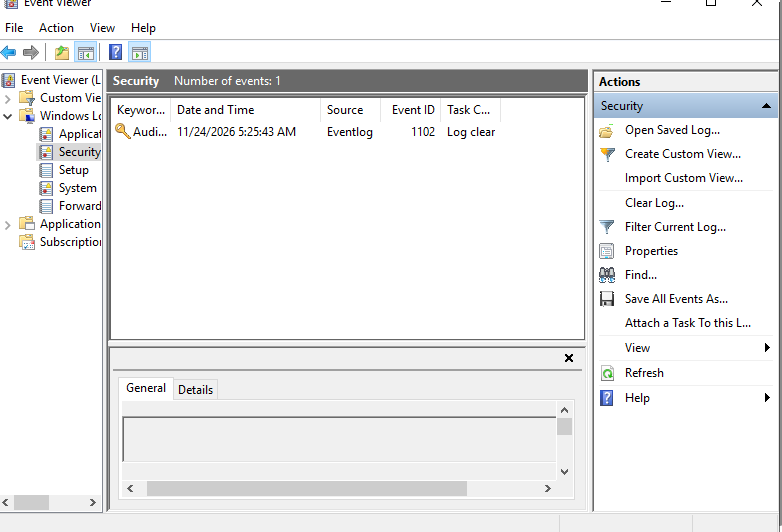 Event Viewer
File Action View Help
Event Viewer (L
Custom Vie
Windows Lo
Applicat
Security
Setup
System
Forward
Application
Subscription
Security Number of events: 1
Keywor... Date and Time Source Event ID Task C...
Audi... 11/24/2026 5:25:43 AM Eventlog 1102 Log clear
General Details
Actions
Security
Open Saved Log...
Create Custom View...
Import Custom View...
Clear Log...
Filter Current Log...
Properties
Find...
Save All Events As...
Attach a Task To this L...
View
Refresh
Help